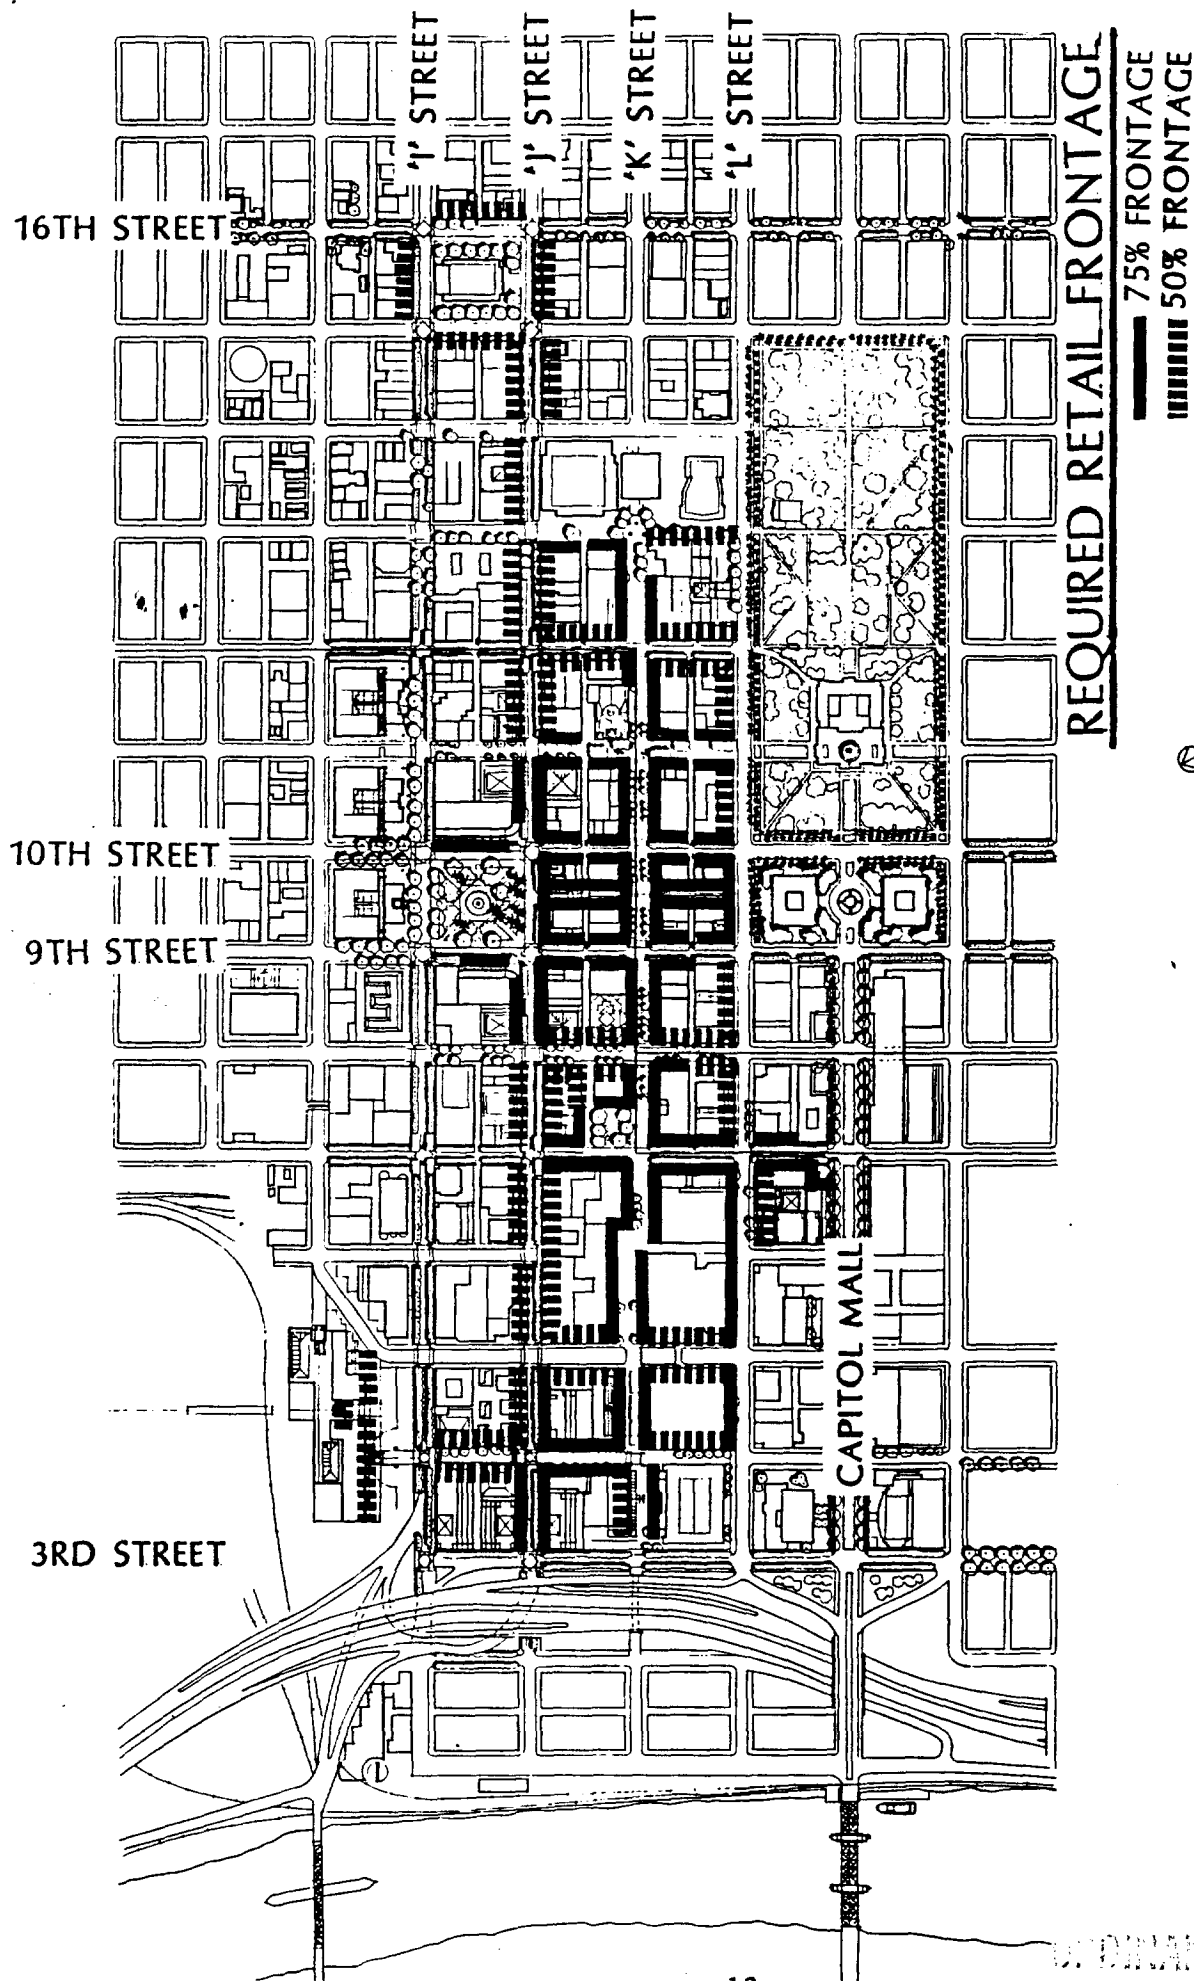 'I' STREET
'J' STREET
'K' STREET
'L' STREET
16TH STREET
10TH STREET
9TH STREET
3RD STREET
CAPITOL MALL
REQUIRED RETAIL FRONTAGE
75% FRONTAGE
50% FRONTAGE